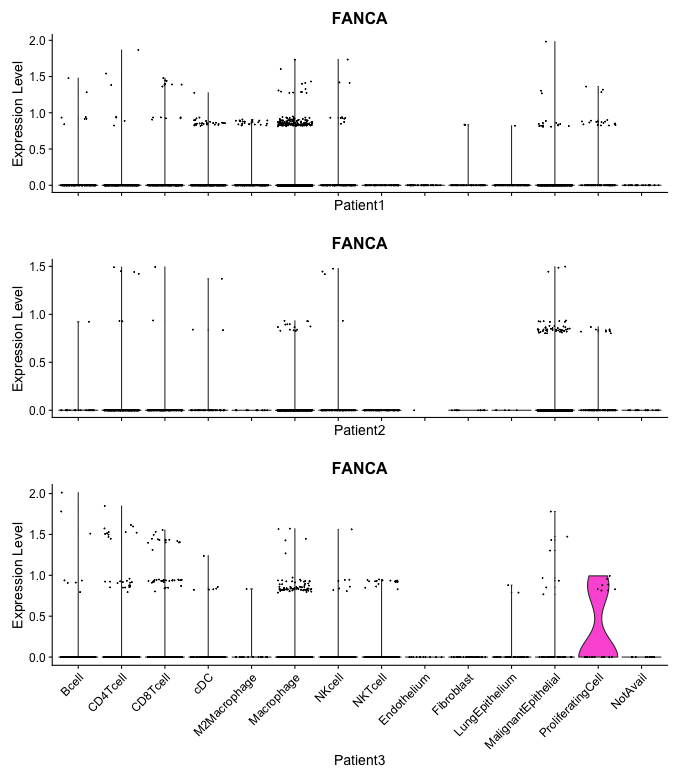 FANCA
Expression Level
2.0
1.5
1.0
0.5
0.0
Patient1
FANCA
Expression Level
1.5
1.0
0.5
0.0
Patient2
FANCA
Expression Level
2.0
1.5
1.0
0.5
0.0
Bcell
CD4Tcell
CD8Tcell
cDC
M2Macrophage
Macrophage
NKcell
NKTcell
Endothelium
Fibroblast
LungEpithelium
MalignantEpithelial
ProliferatingCell
NotAvail
Patient3